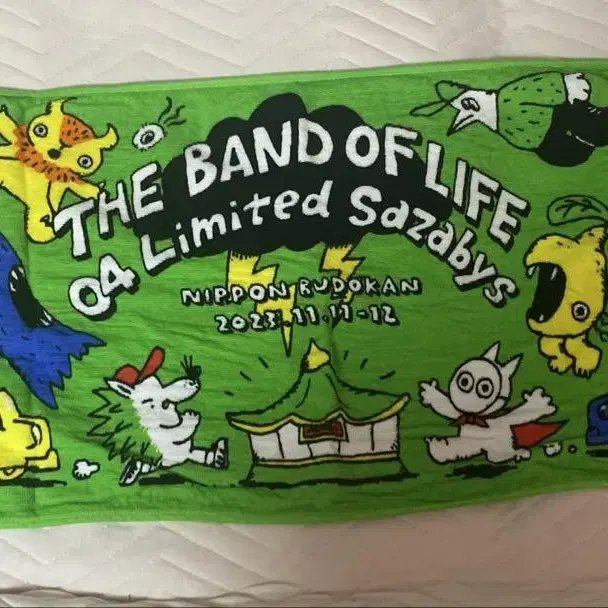 THE BAND OF LIFE
04 Limited Sazabys
NIPPON BUDOKAN
2023.11.11-12